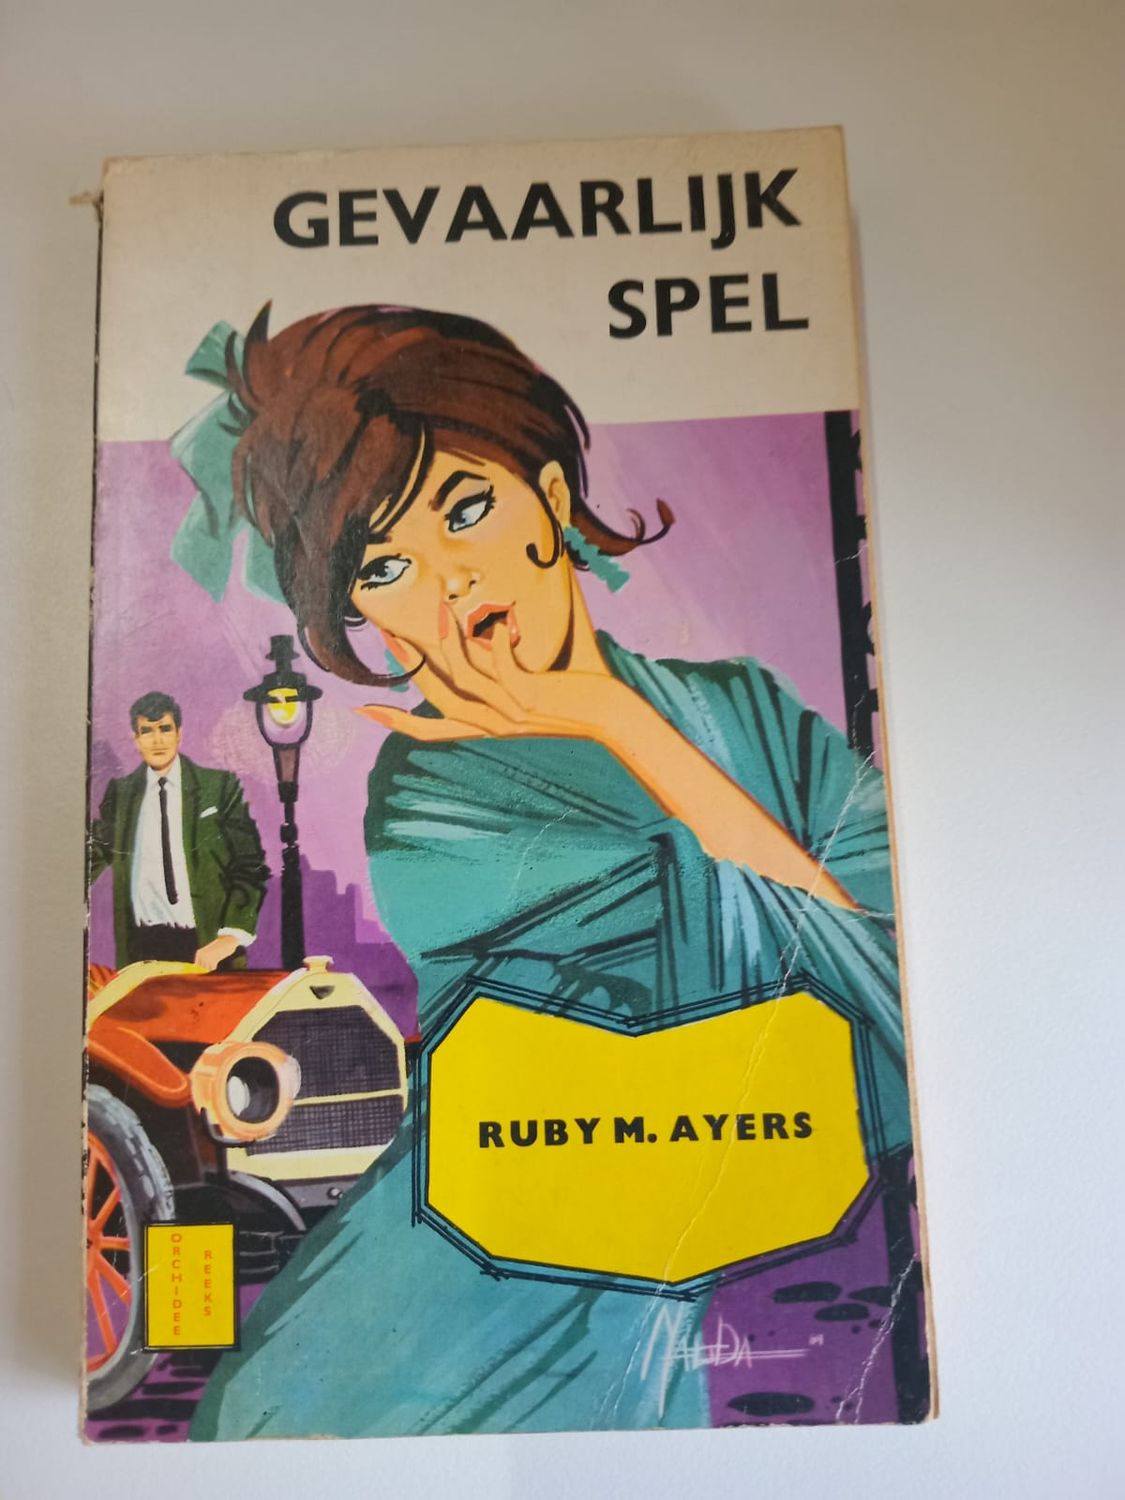 GEVAARLIJK
SPEL
RUBY M. AYERS
ORCHIDEE
REEKS